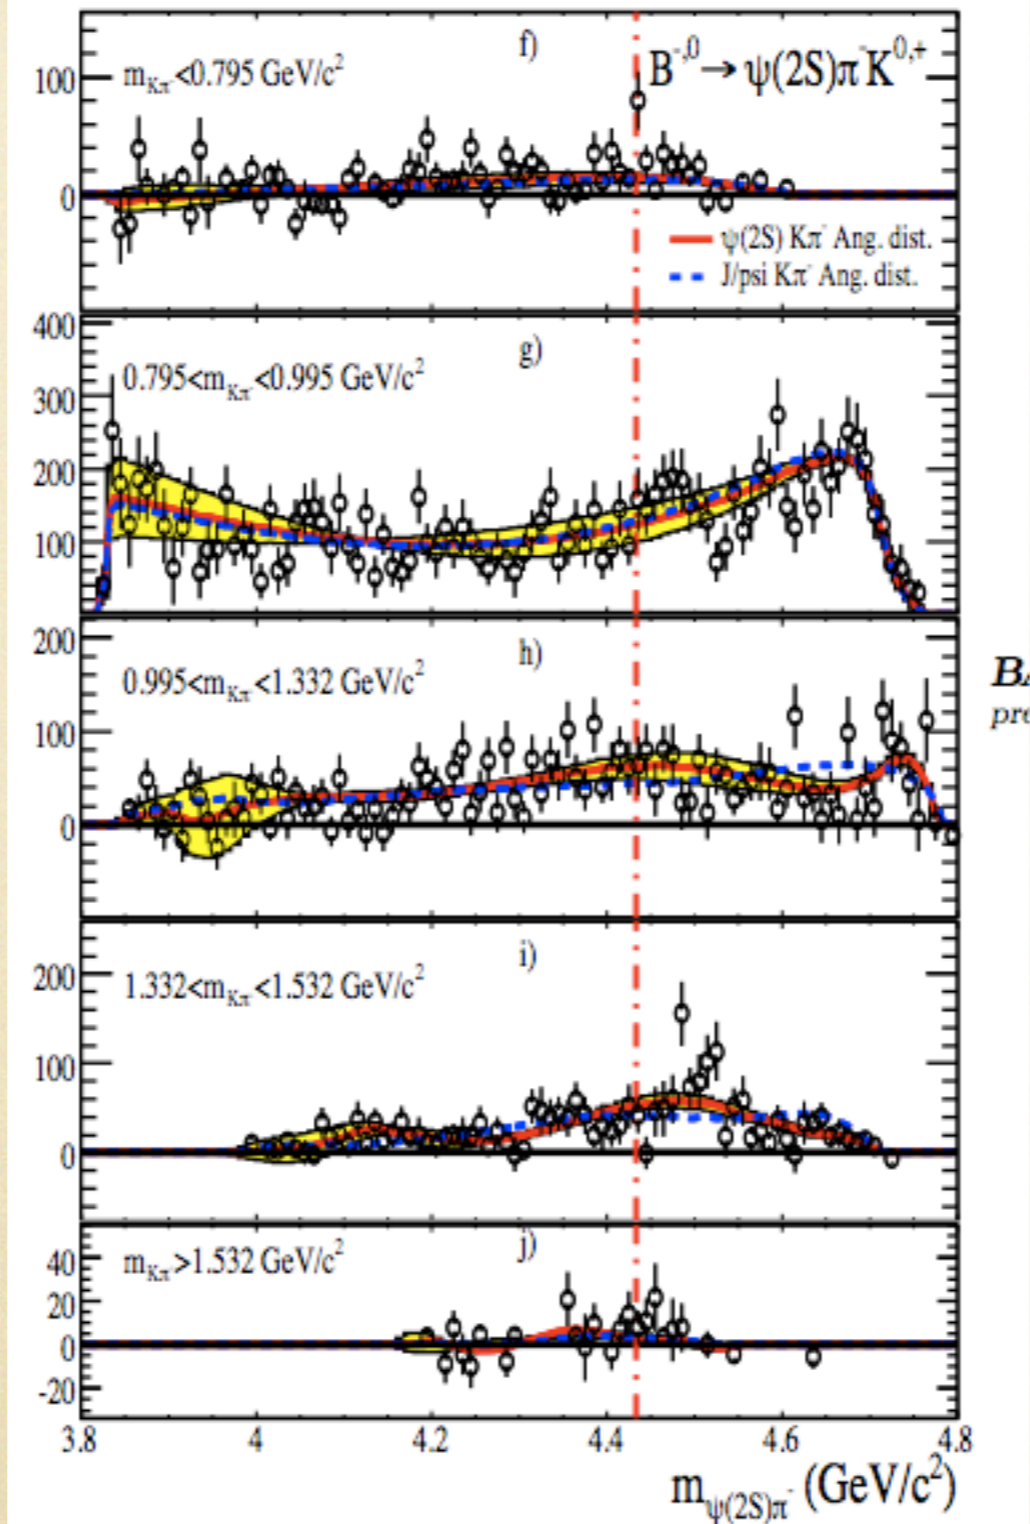 f)
m_Kπ⁻ <0.795 GeV/c²
B⁻,⁰→ ψ(2S)π⁻K⁰,⁺
100
0
ψ(2S) Kπ⁻ Ang. dist.
J/psi Kπ⁻ Ang. dist.
400
g)
0.795<m_Kπ⁻<0.995 GeV/c²
300
200
100
200
h)
0.995<m_Kπ⁻<1.332 GeV/c²
100
0
i)
1.332<m_Kπ⁻<1.532 GeV/c²
200
100
0
j)
m_Kπ⁻>1.532 GeV/c²
40
20
0
-20
3.8 4 4.2 4.4 4.6 4.8
m_ψ(2S)π⁻ (GeV/c²)